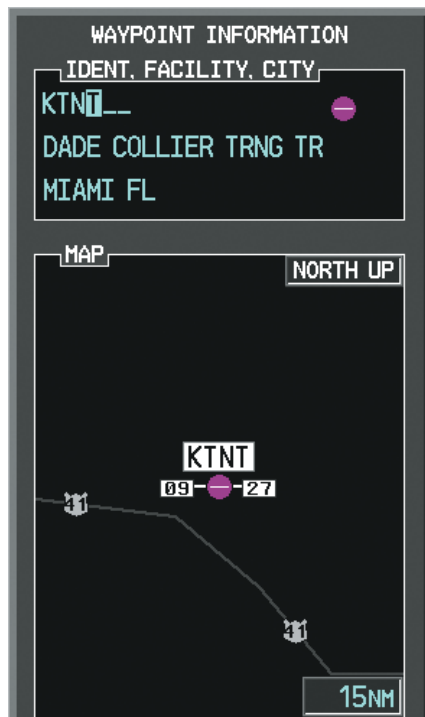 WAYPOINT INFORMATION
IDENT, FACILITY, CITY
KTNT__
DADE COLLIER TRNG TR
MIAMI FL
MAP
NORTH UP
KTNT
09 27
41
41
15NM